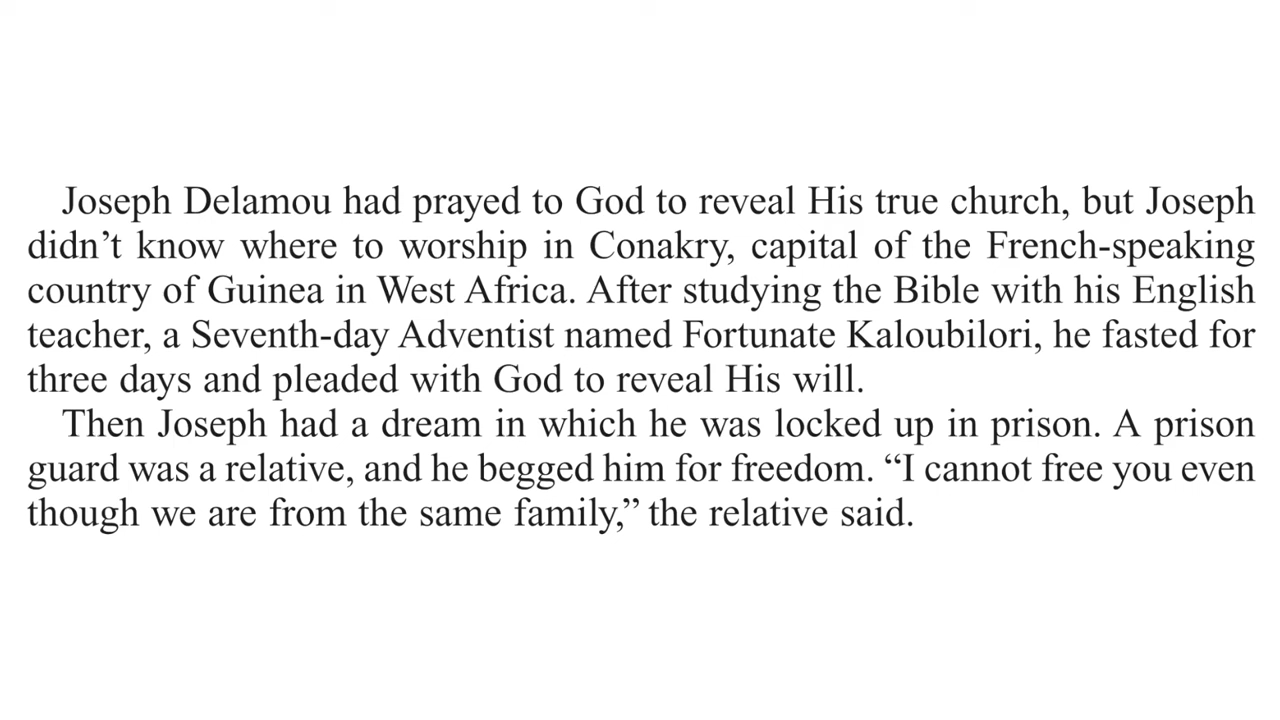 Joseph Delamou had prayed to God to reveal His true church, but Joseph
didn’t know where to worship in Conakry, capital of the French-speaking
country of Guinea in West Africa. After studying the Bible with his English
teacher, a Seventh-day Adventist named Fortunate Kaloubilori, he fasted for
three days and pleaded with God to reveal His will.
Then Joseph had a dream in which he was locked up in prison. A prison
guard was a relative, and he begged him for freedom. “I cannot free you even
though we are from the same family,” the relative said.